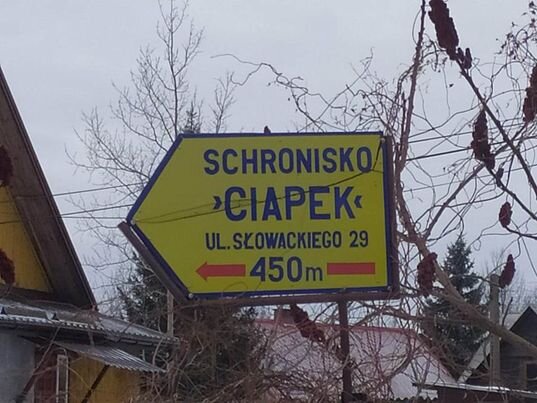 SCHRONISKO
»CIAPEK«
UL. SŁOWACKIEGO 29
450m